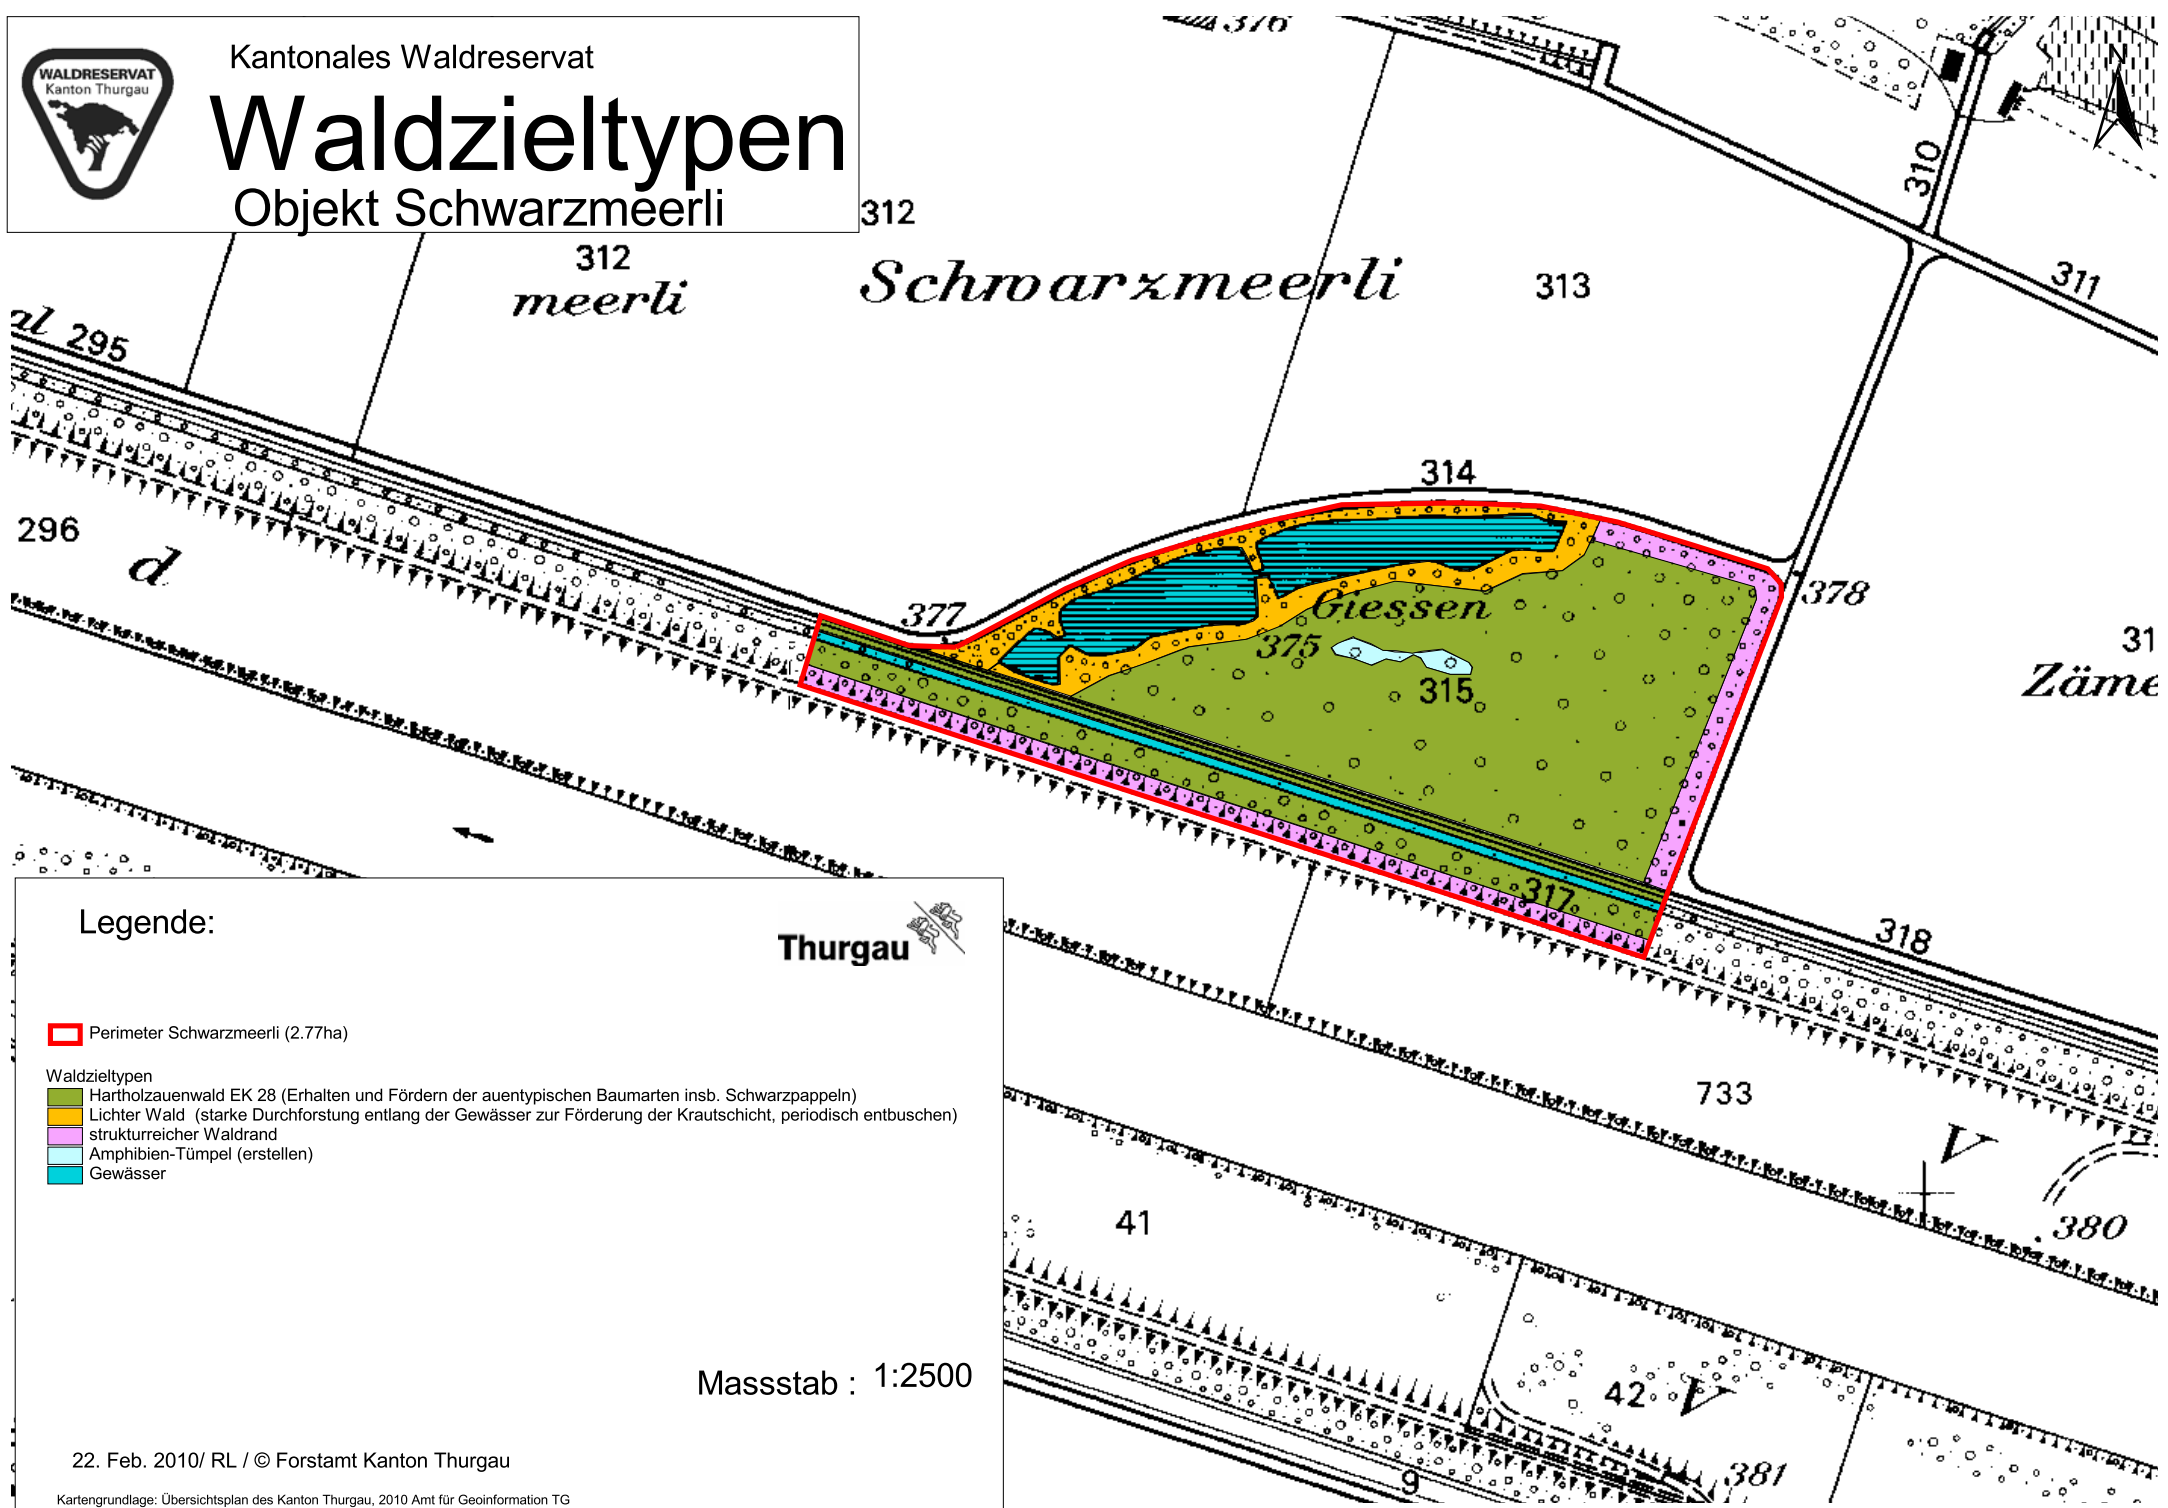 WALDRESERVAT
Kanton Thurgau
Kantonales Waldreservat
Waldzieltypen
Objekt Schwarzmeerli
376
310
311
312
312
meerli
Schwarzmeerli
313
al 295
296
d
314
377
378
Giessen
375
315
31
Zäme
317
318
733
V
380
41
42 V
381
9
Legende:
Thurgau
Perimeter Schwarzmeerli (2.77ha)
Waldzieltypen
Hartholzauenwald EK 28 (Erhalten und Fördern der auentypischen Baumarten insb. Schwarzpappeln)
Lichter Wald (starke Durchforstung entlang der Gewässer zur Förderung der Krautschicht, periodisch entbuschen)
strukturreicher Waldrand
Amphibien-Tümpel (erstellen)
Gewässer
Massstab : 1:2500
22. Feb. 2010/ RL / © Forstamt Kanton Thurgau
Kartengrundlage: Übersichtsplan des Kanton Thurgau, 2010 Amt für Geoinformation TG